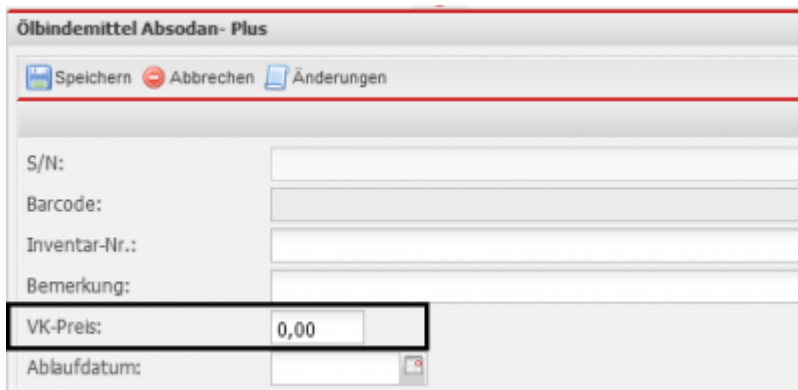 Ölbindemittel Absodan- Plus
Speichern Abbrechen Änderungen
S/N:
Barcode:
Inventar-Nr.:
Bemerkung:
VK-Preis: 0,00
Ablaufdatum: